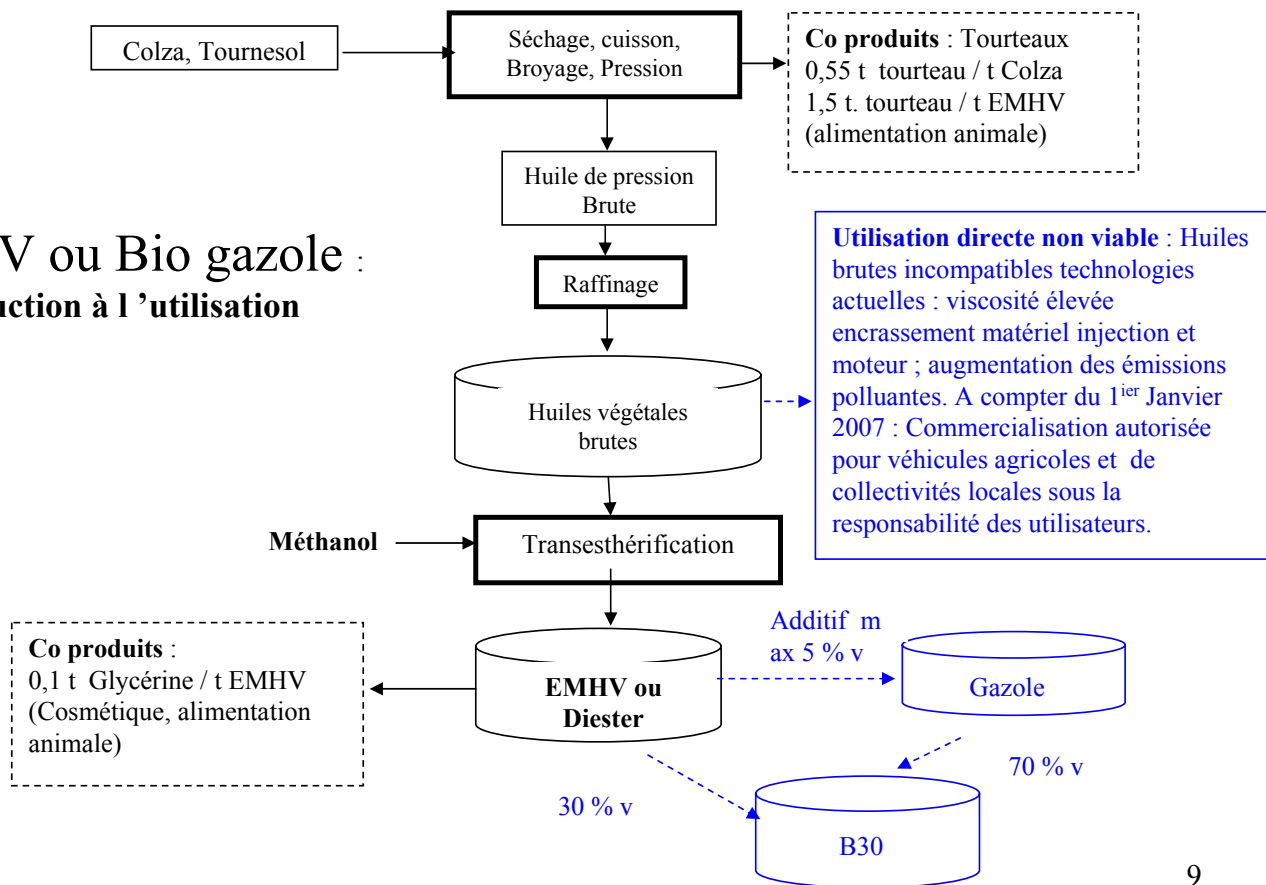 Colza, Tournesol
Séchage, cuisson,
Broyage, Pression
Co produits : Tourteaux
0,55 t tourteau / t Colza
1,5 t. tourteau / t EMHV
(alimentation animale)
Huile de pression
Brute
V ou Bio gazole :
uction à l ’utilisation
Raffinage
Utilisation directe non viable : Huiles
brutes incompatibles technologies
actuelles : viscosité élevée
encrassement matériel injection et
moteur ; augmentation des émissions
polluantes. A compter du 1ier Janvier
2007 : Commercialisation autorisée
pour véhicules agricoles et de
collectivités locales sous la
responsabilité des utilisateurs.
Huiles végétales
brutes
Méthanol
Transesthérification
Co produits :
0,1 t Glycérine / t EMHV
(Cosmétique, alimentation
animale)
EMHV ou
Diester
Additif m
ax 5 % v
Gazole
30 % v
70 % v
B30
9